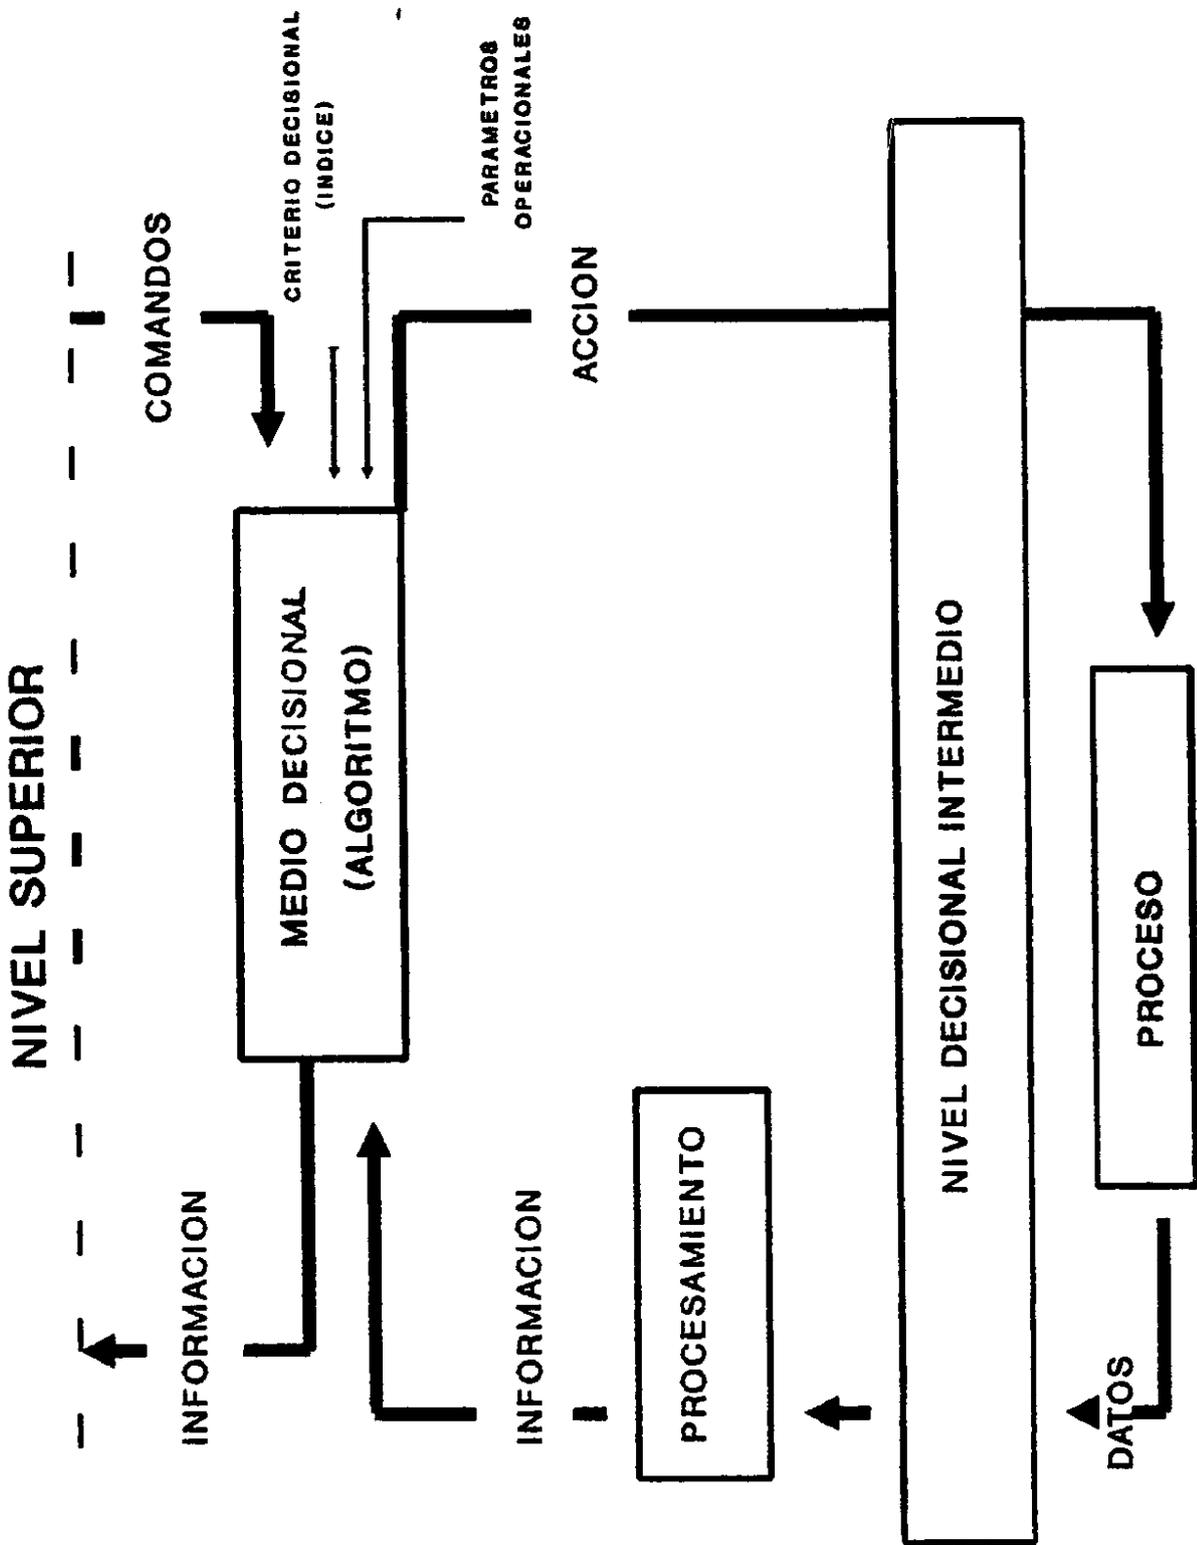 NIVEL SUPERIOR
INFORMACION
COMANDOS
MEDIO DECISIONAL
(ALGORITMO)
CRITERIO DECISIONAL
(INDICE)
PARAMETROS
OPERACIONALES
INFORMACION
ACCION
PROCESAMIENTO
NIVEL DECISIONAL INTERMEDIO
DATOS
PROCESO